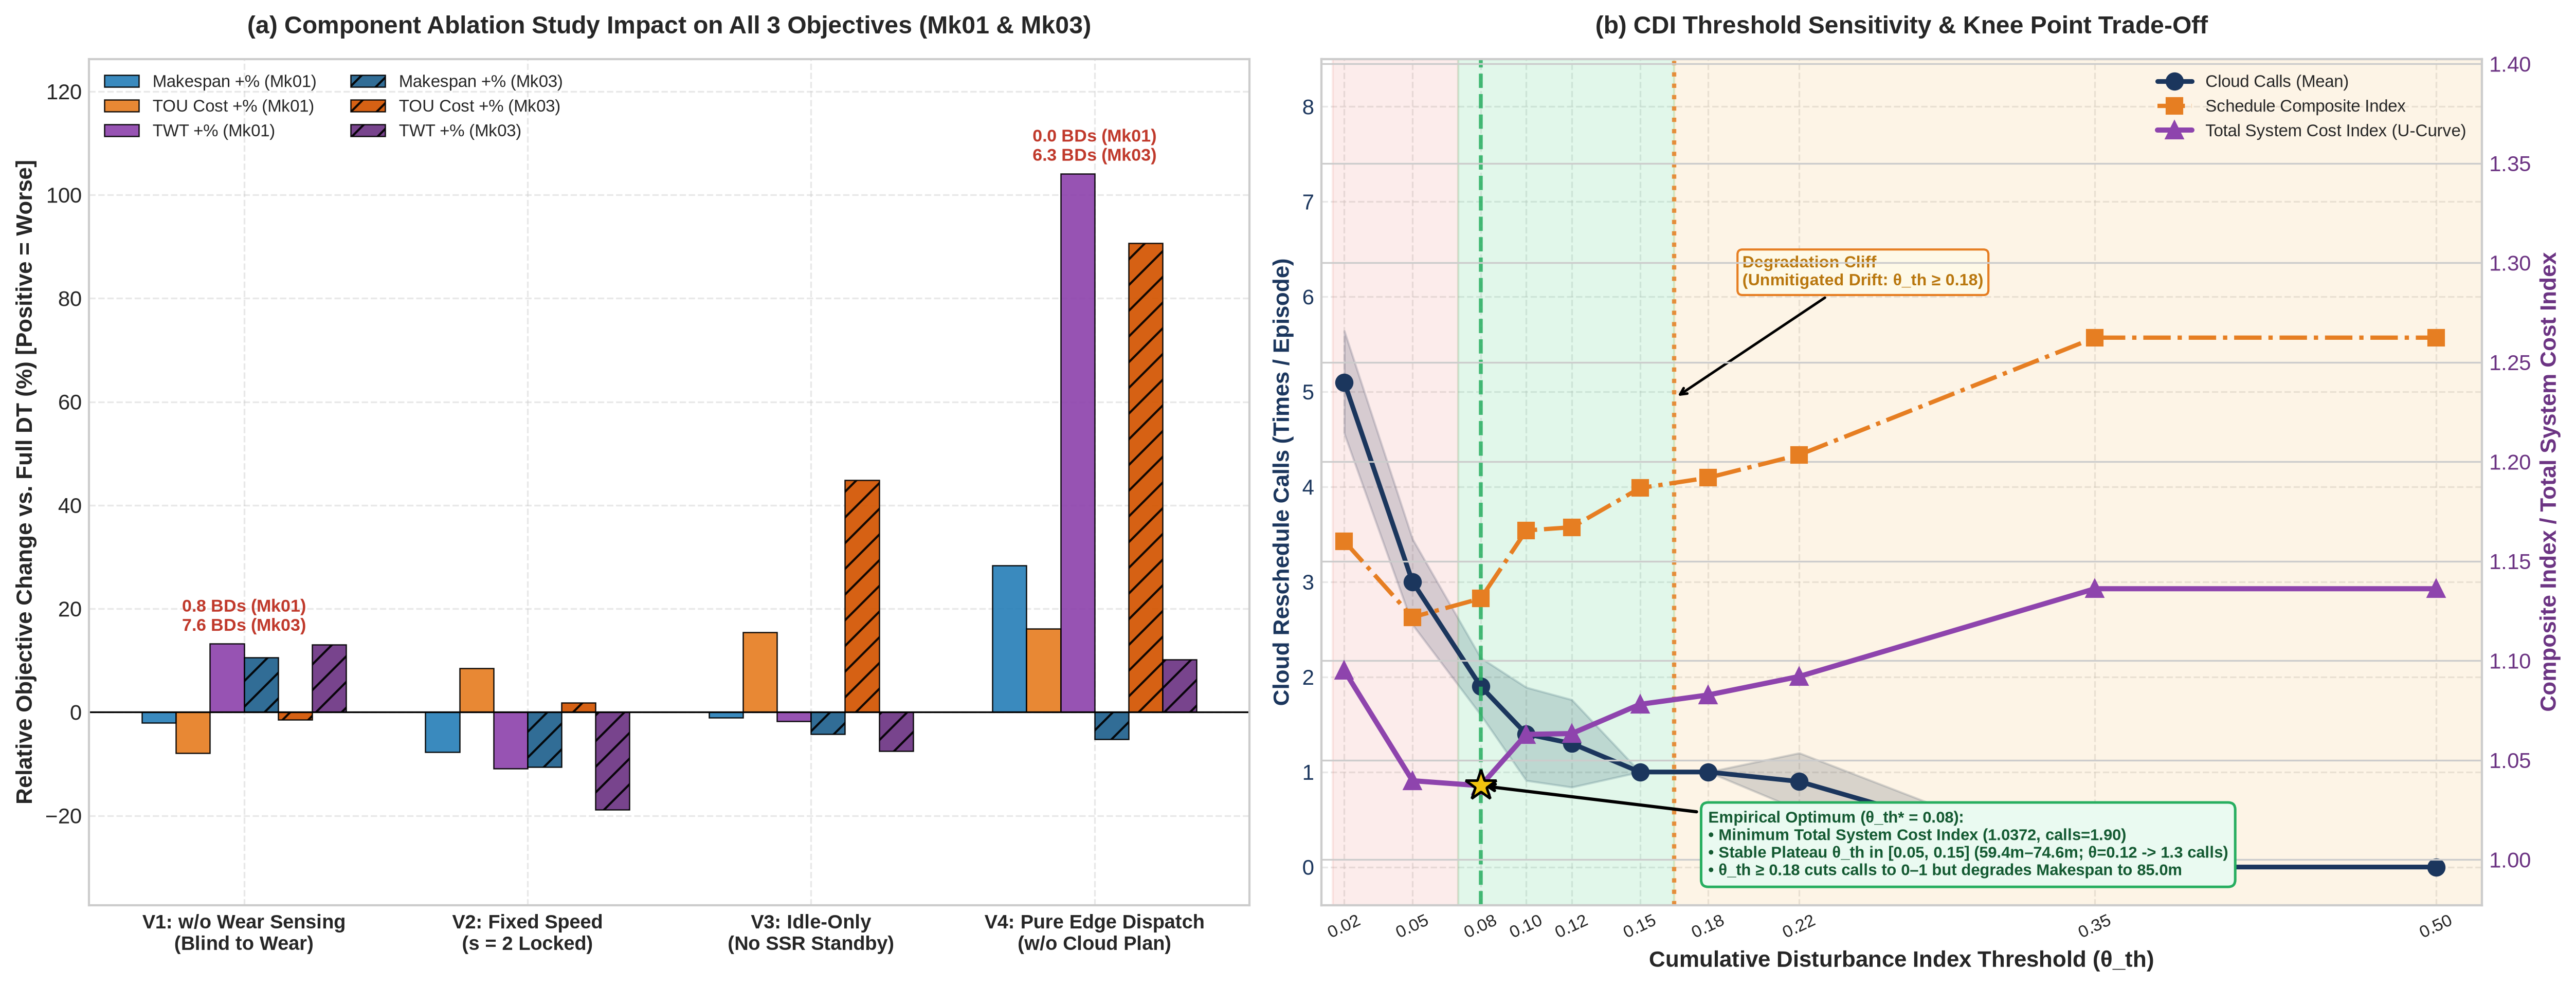 (a) Component Ablation Study Impact on All 3 Objectives (Mk01 & Mk03)
Relative Objective Change vs. Full DT (%) [Positive = Worse]
120
100
80
60
40
20
0
−20
Makespan +% (Mk01)
TOU Cost +% (Mk01)
TWT +% (Mk01)
Makespan +% (Mk03)
TOU Cost +% (Mk03)
TWT +% (Mk03)
0.8 BDs (Mk01)
7.6 BDs (Mk03)
0.0 BDs (Mk01)
6.3 BDs (Mk03)
V1: w/o Wear Sensing
(Blind to Wear)
V2: Fixed Speed
(s = 2 Locked)
V3: Idle-Only
(No SSR Standby)
V4: Pure Edge Dispatch
(w/o Cloud Plan)
(b) CDI Threshold Sensitivity & Knee Point Trade-Off
Cloud Reschedule Calls (Times / Episode)
8
7
6
5
4
3
2
1
0
Cloud Calls (Mean)
Schedule Composite Index
Total System Cost Index (U-Curve)
Degradation Cliff
(Unmitigated Drift: θ_th ≥ 0.18)
Empirical Optimum (θ_th* = 0.08):
• Minimum Total System Cost Index (1.0372, calls=1.90)
• Stable Plateau θ_th in [0.05, 0.15] (59.4m–74.6m; θ=0.12 -> 1.3 calls)
• θ_th ≥ 0.18 cuts calls to 0–1 but degrades Makespan to 85.0m
1.40
1.35
1.30
1.25
1.20
1.15
1.10
1.05
1.00
Composite Index / Total System Cost Index
0.02
0.05
0.08
0.10
0.12
0.15
0.18
0.22
0.35
0.50
Cumulative Disturbance Index Threshold (θ_th)